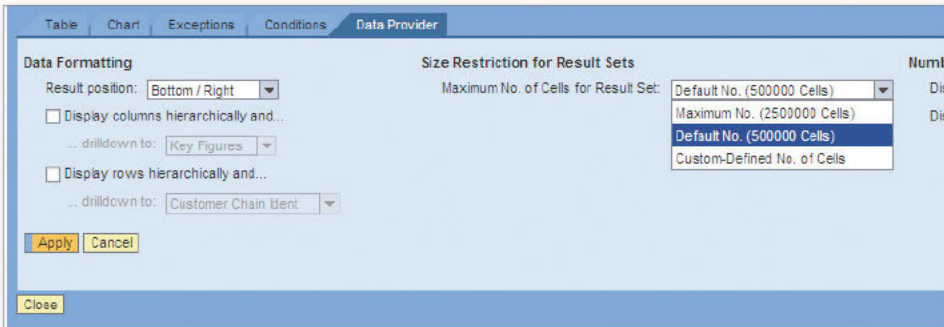 Table Chart Exceptions Conditions Data Provider
Data Formatting
Result position: Bottom / Right
Display columns hierarchically and...
... drilldown to: Key Figures
Display rows hierarchically and...
... drilldown to: Customer Chain Ident
Apply Cancel
Size Restriction for Result Sets
Maximum No. of Cells for Result Set: Default No. (500000 Cells)
Maximum No. (2500000 Cells)
Default No. (500000 Cells)
Custom-Defined No. of Cells
Close